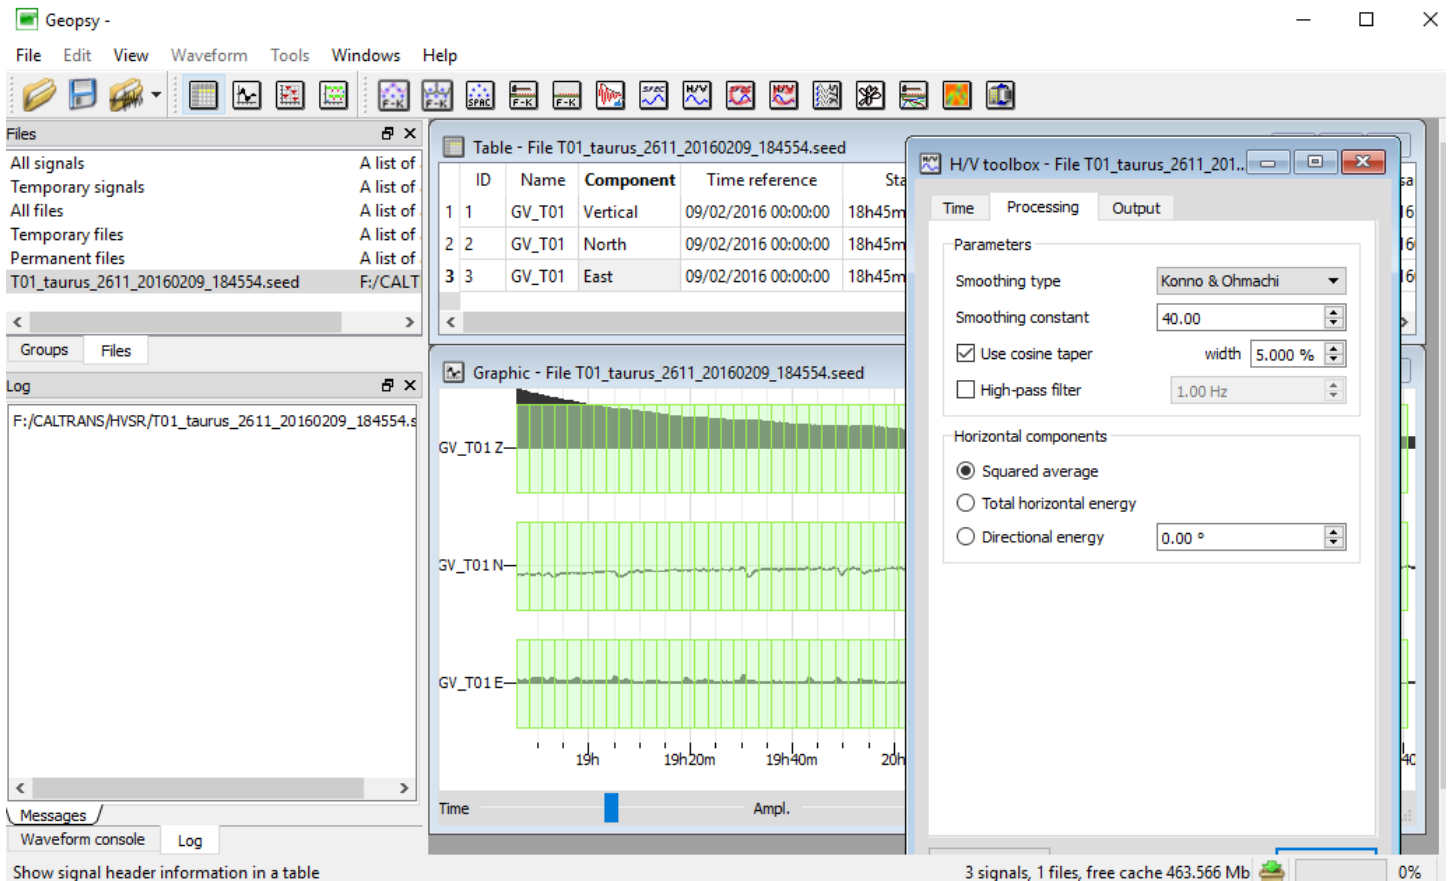 Geopsy -
File Edit View Waveform Tools Windows Help
F-K F-K SPAC F-K F-K SPEC H/V SPEC H/V
Files
All signals A list of
Temporary signals A list of
All files A list of
Temporary files A list of
Permanent files A list of
T01_taurus_2611_20160209_184554.seed F:/CALT
Groups Files
Log
F:/CALTRANS/HVSR/T01_taurus_2611_20160209_184554.s
Messages
Waveform console Log
Show signal header information in a table
Table - File T01_taurus_2611_20160209_184554.seed
ID Name Component Time reference Sta
1 1 GV_T01 Vertical 09/02/2016 00:00:00 18h45m
2 2 GV_T01 North 09/02/2016 00:00:00 18h45m
3 3 GV_T01 East 09/02/2016 00:00:00 18h45m
Graphic - File T01_taurus_2611_20160209_184554.seed
GV_T01 Z
GV_T01 N
GV_T01 E
19h 19h20m 19h40m 20h
Time Ampl.
H/V toolbox - File T01_taurus_2611_201..
Time Processing Output
Parameters
Smoothing type Konno & Ohmachi
Smoothing constant 40.00
Use cosine taper width 5.000 %
High-pass filter 1.00 Hz
Horizontal components
Squared average
Total horizontal energy
Directional energy 0.00 °
3 signals, 1 files, free cache 463.566 Mb 0%